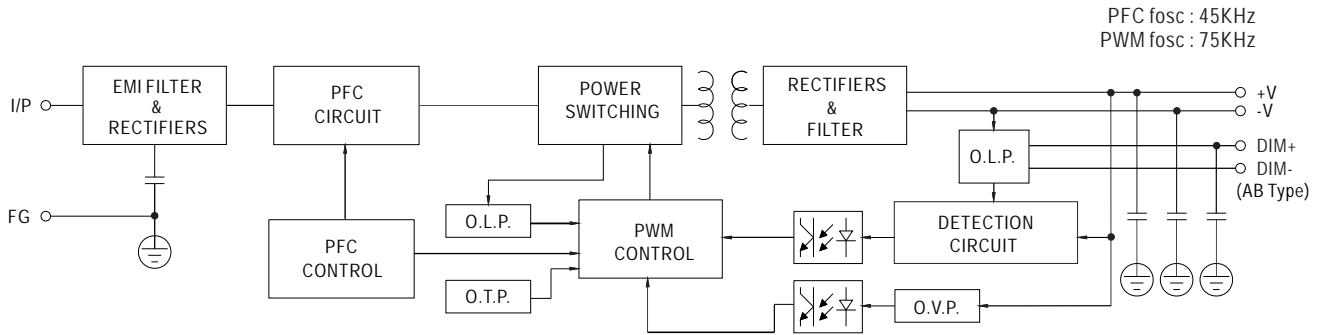 PFC fosc : 45KHz
PWM fosc : 75KHz
I/P
EMI FILTER
&
RECTIFIERS
PFC
CIRCUIT
POWER
SWITCHING
RECTIFIERS
&
FILTER
+V
-V
O.L.P.
DIM+
DIM-
(AB Type)
FG
O.L.P.
PFC
CONTROL
PWM
CONTROL
DETECTION
CIRCUIT
O.T.P.
O.V.P.